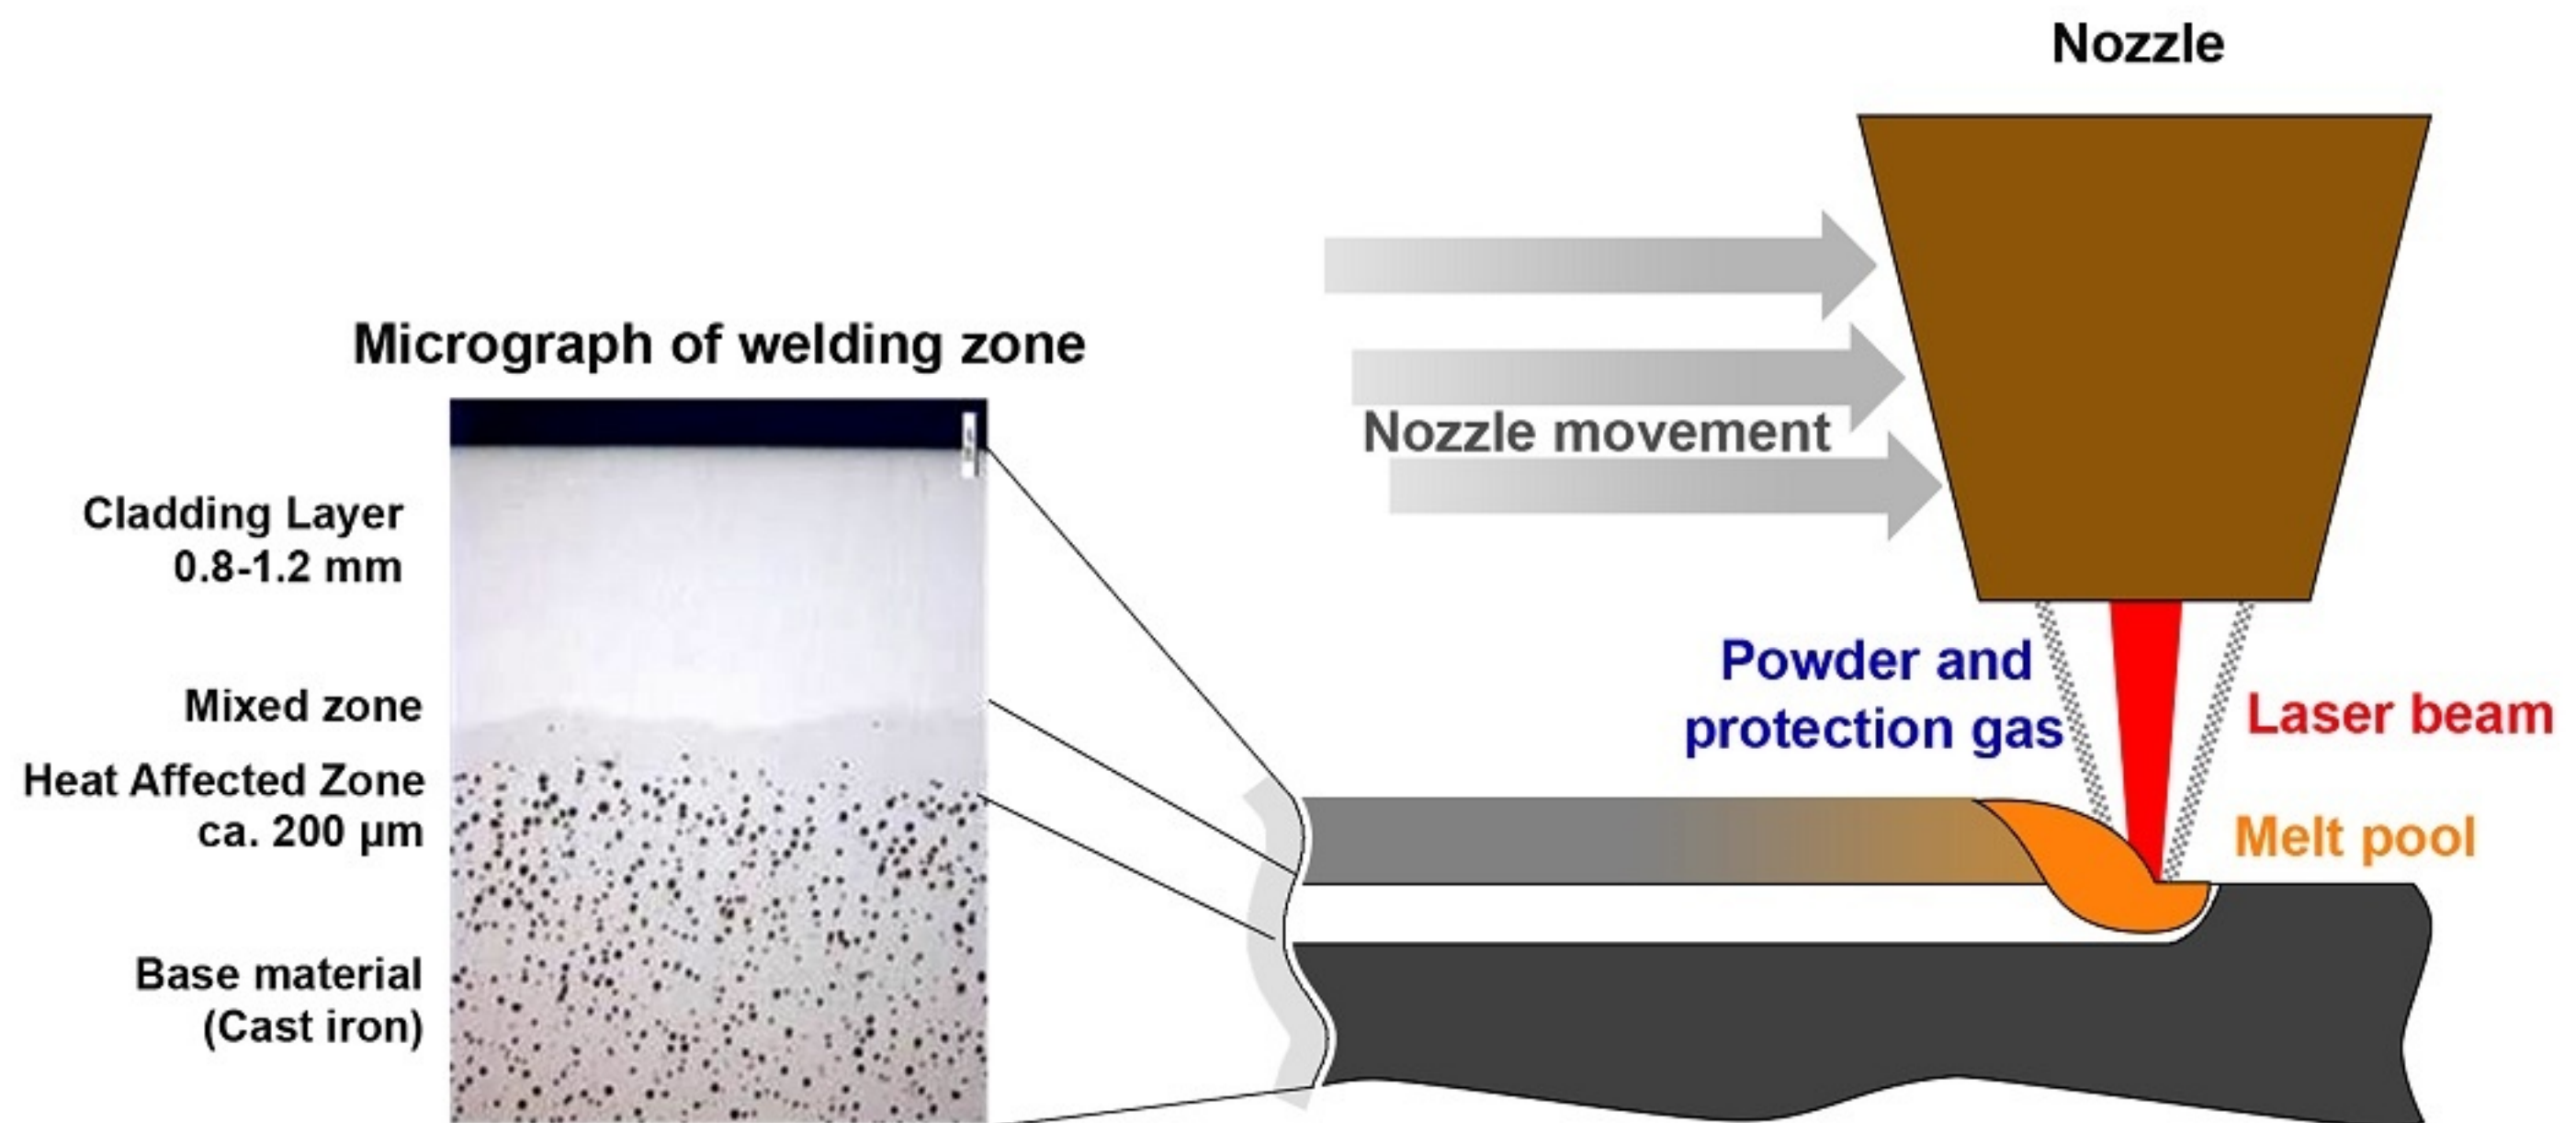 Nozzle
Nozzle movement
Micrograph of welding zone
Cladding Layer
0.8-1.2 mm
Mixed zone
Heat Affected Zone
ca. 200 µm
Base material
(Cast iron)
Powder and
protection gas
Laser beam
Melt pool